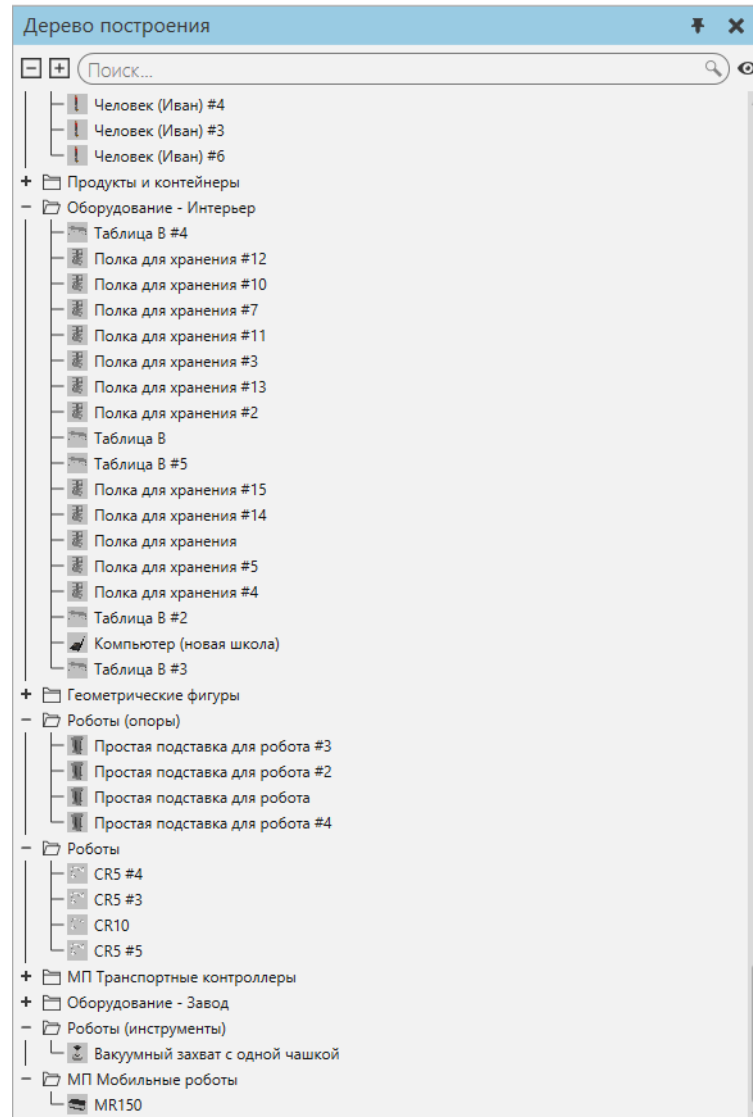 Дерево построения
Поиск...
Человек (Иван) #4
Человек (Иван) #3
Человек (Иван) #6
Продукты и контейнеры
Оборудование - Интерьер
Таблица B #4
Полка для хранения #12
Полка для хранения #10
Полка для хранения #7
Полка для хранения #11
Полка для хранения #3
Полка для хранения #13
Полка для хранения #2
Таблица B
Таблица B #5
Полка для хранения #15
Полка для хранения #14
Полка для хранения
Полка для хранения #5
Полка для хранения #4
Таблица B #2
Компьютер (новая школа)
Таблица B #3
Геометрические фигуры
Роботы (опоры)
Простая подставка для робота #3
Простая подставка для робота #2
Простая подставка для робота
Простая подставка для робота #4
Роботы
CR5 #4
CR5 #3
CR10
CR5 #5
МП Транспортные контроллеры
Оборудование - Завод
Роботы (инструменты)
Вакуумный захват с одной чашкой
МП Мобильные роботы
MR150